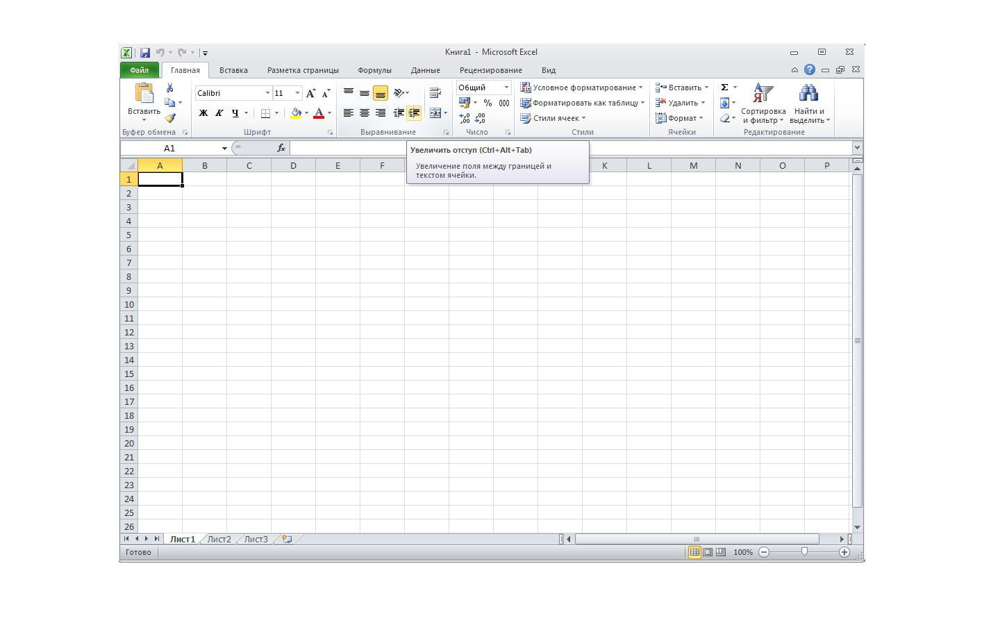 Книга1 - Microsoft Excel
Файл Главная Вставка Разметка страницы Формулы Данные Рецензирование Вид
Вставить
Буфер обмена
Calibri 11
Ж К Ч
Шрифт
Выравнивание
Общий
% 000
Число
Условное форматирование
Форматировать как таблицу
Стили ячеек
Стили
Вставить
Удалить
Формат
Ячейки
Σ
Сортировка
и фильтр
Найти и
выделить
Редактирование
A1 fx
Увеличить отступ (Ctrl+Alt+Tab)
Увеличение поля между границей и
текстом ячейки.
A B C D E F K L M N O P
1
2
3
4
5
6
7
8
9
10
11
12
13
14
15
16
17
18
19
20
21
22
23
24
25
26
Лист1 Лист2 Лист3
Готово 100%